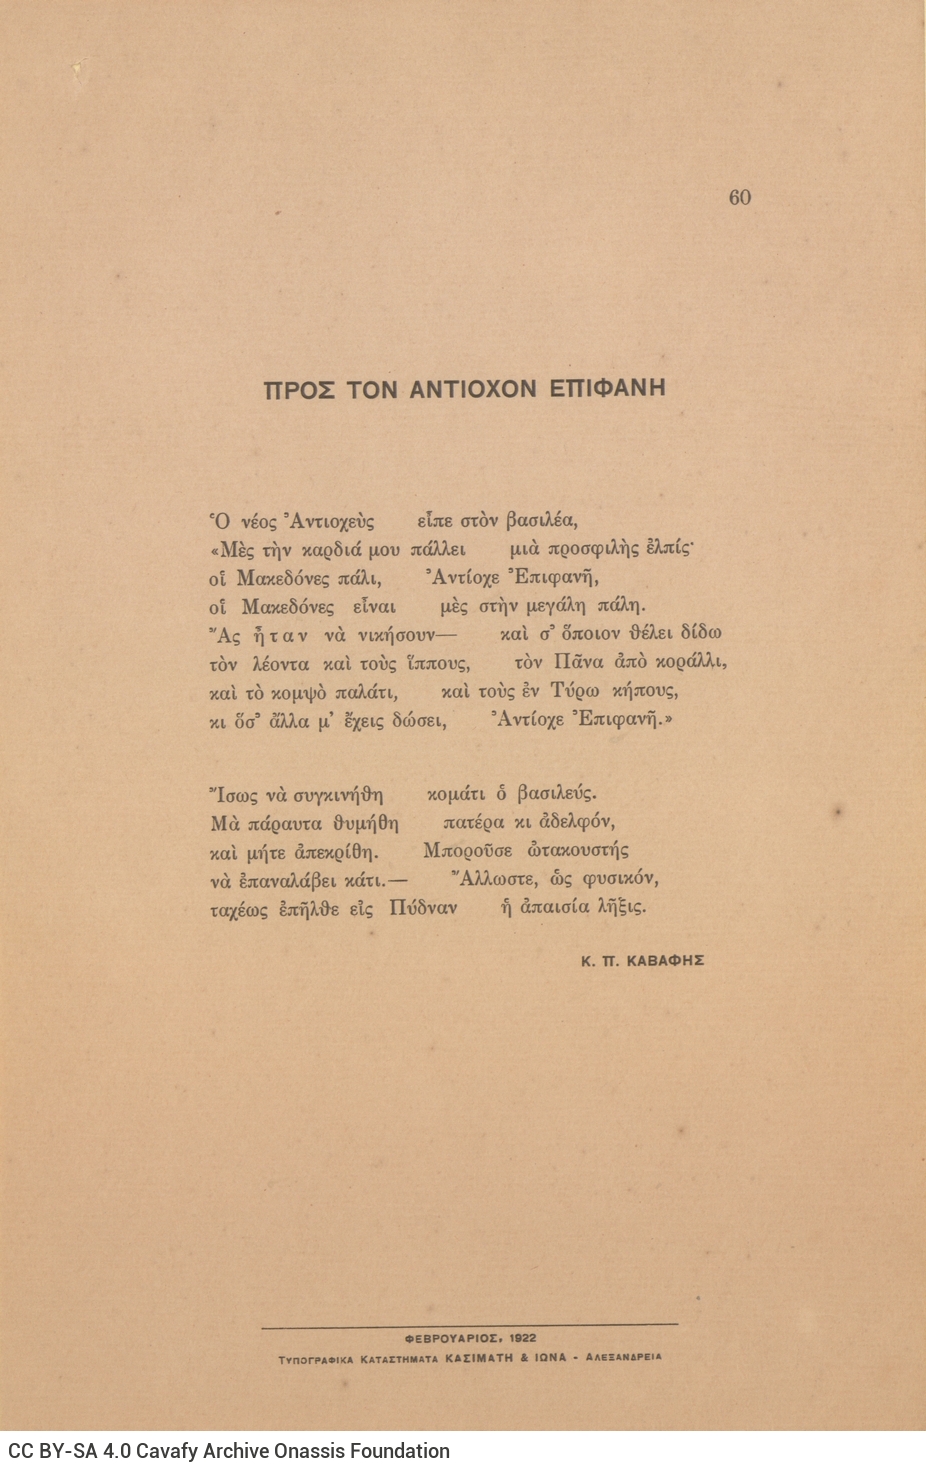 60
ΠΡΟΣ ΤΟΝ ΑΝΤΙΟΧΟΝ ΕΠΙΦΑΝΗ
Ὁ νέος Ἀντιοχεὺς εἶπε στὸν βασιλέα,
«Μὲς τὴν καρδιά μου πάλλει μιὰ προσφιλὴς ἐλπίς·
οἱ Μακεδόνες πάλι, Ἀντίοχε Ἐπιφανῆ,
οἱ Μακεδόνες εἶναι μὲς στὴν μεγάλη πάλη.
Ἂς ἦταν νὰ νικήσουν— καὶ σ’ ὅποιον θέλει δίδω
τὸν λέοντα καὶ τοὺς ἵππους, τὸν Πᾶνα ἀπὸ κοράλλι,
καὶ τὸ κομψὸ παλάτι, καὶ τοὺς ἐν Τύρω κήπους,
κι ὅσ’ ἄλλα μ’ ἔχεις δώσει, Ἀντίοχε Ἐπιφανῆ.»
Ἴσως νὰ συγκινήθη κομάτι ὁ βασιλεύς.
Μὰ πάραυτα θυμήθη πατέρα κι ἀδελφόν,
καὶ μήτε ἀπεκρίθη. Μποροῦσε ὠτακουστής
νὰ ἐπαναλάβει κάτι.— Ἄλλωστε, ὡς φυσικόν,
ταχέως ἐπῆλθε εἰς Πύδναν ἡ ἀπαισία λῆξις.
Κ. Π. ΚΑΒΑΦΗΣ
ΦΕΒΡΟΥΑΡΙΟΣ, 1922
ΤΥΠΟΓΡΑΦΙΚΑ ΚΑΤΑΣΤΗΜΑΤΑ ΚΑΣΙΜΑΤΗ & ΙΩΝΑ - ΑΛΕΞΑΝΔΡΕΙΑ
CC BY-SA 4.0 Cavafy Archive Onassis Foundation